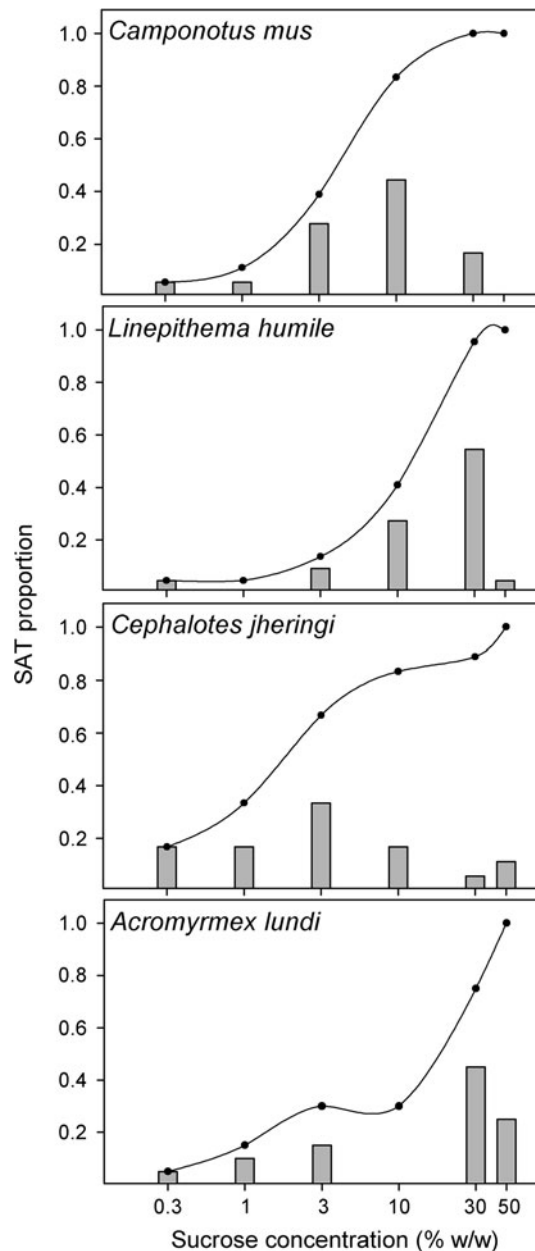 Camponotus mus
1.0
0.8
0.6
0.4
0.2
Linepithema humile
1.0
0.8
0.6
0.4
0.2
SAT proportion
Cephalotes jheringi
1.0
0.8
0.6
0.4
0.2
Acromyrmex lundi
1.0
0.8
0.6
0.4
0.2
0.3 1 3 10 30 50
Sucrose concentration (% w/w)